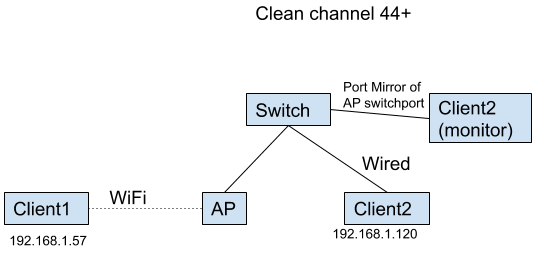 Clean channel 44+
Port Mirror of
AP switchport
Switch
Client2
(monitor)
Wired
WiFi
Client1
AP
Client2
192.168.1.57
192.168.1.120